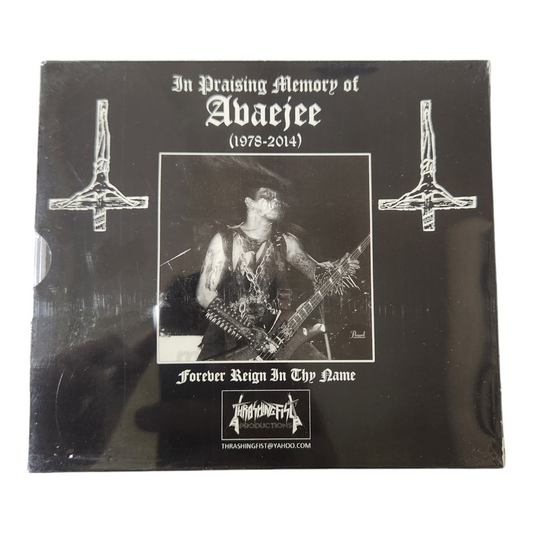 In Praising Memory of
Avaejee
(1978-2014)
Forever Reign In Thy Name
THRASHINGFIST
PRODUCTIONS
THRASHINGFIST@YAHOO.COM